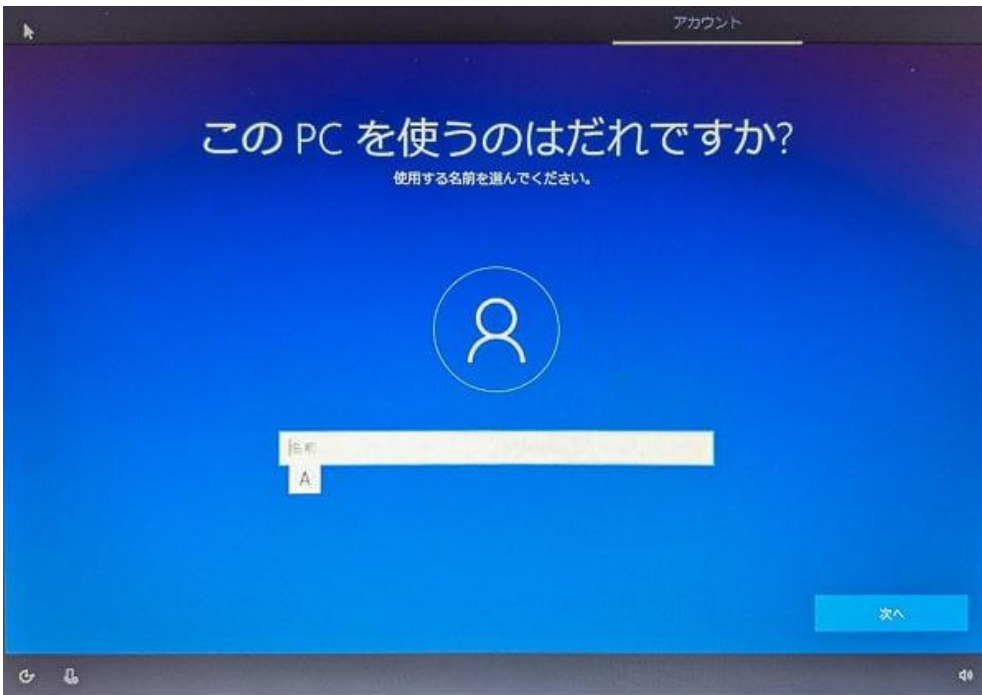 アカウント
この PC を使うのはだれですか?
使用する名前を選んでください。
名前
A
次へ